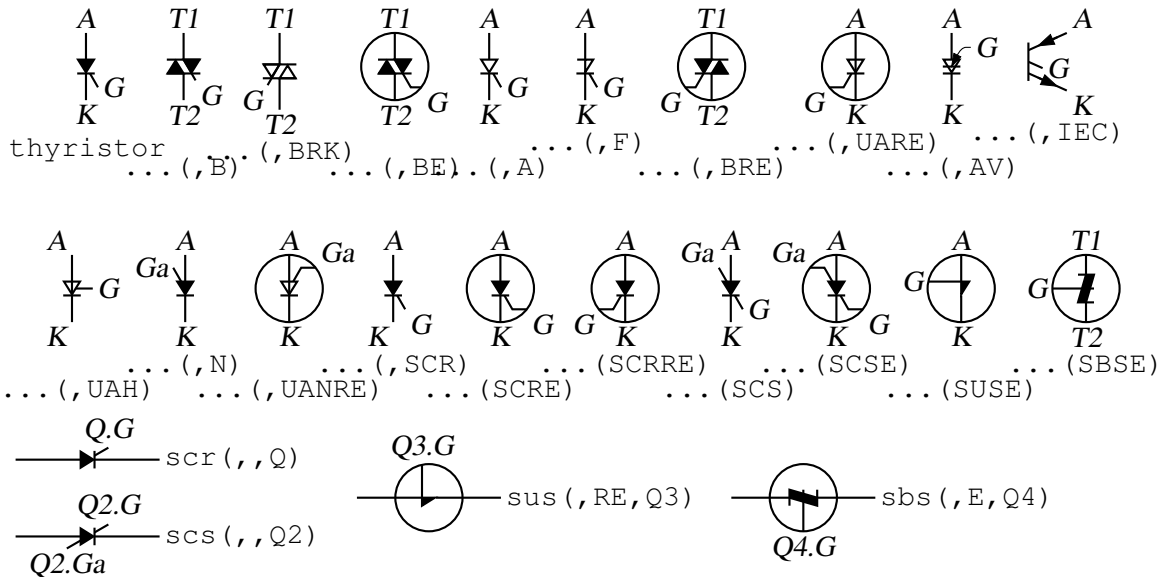 A T1 T1 T1 A A T1 A A A
G G G G G G G G G G
K T2 T2 T2 K K T2 K K K
thyristor ...(,BRK) ...(,F) ...(,UARE) ...(,IEC)
...(,B) ...(,BE) ...(,A) ...(,BRE) ...(,AV)
A A A A A A A A A T1
G Ga Ga G G G Ga G Ga G G G
K K K K K K K K K T2
...(,N) ...(,SCR) ...(SCRRE) ...(SCSE) ...(SBSE)
...(,UAH) ...(,UANRE) ...(SCRE) ...(SCS) ...(SUSE)
Q.G
scr(,,Q)
Q2.G
scs(,,Q2)
Q2.Ga
Q3.G
sus(,RE,Q3)
sbs(,E,Q4)
Q4.G